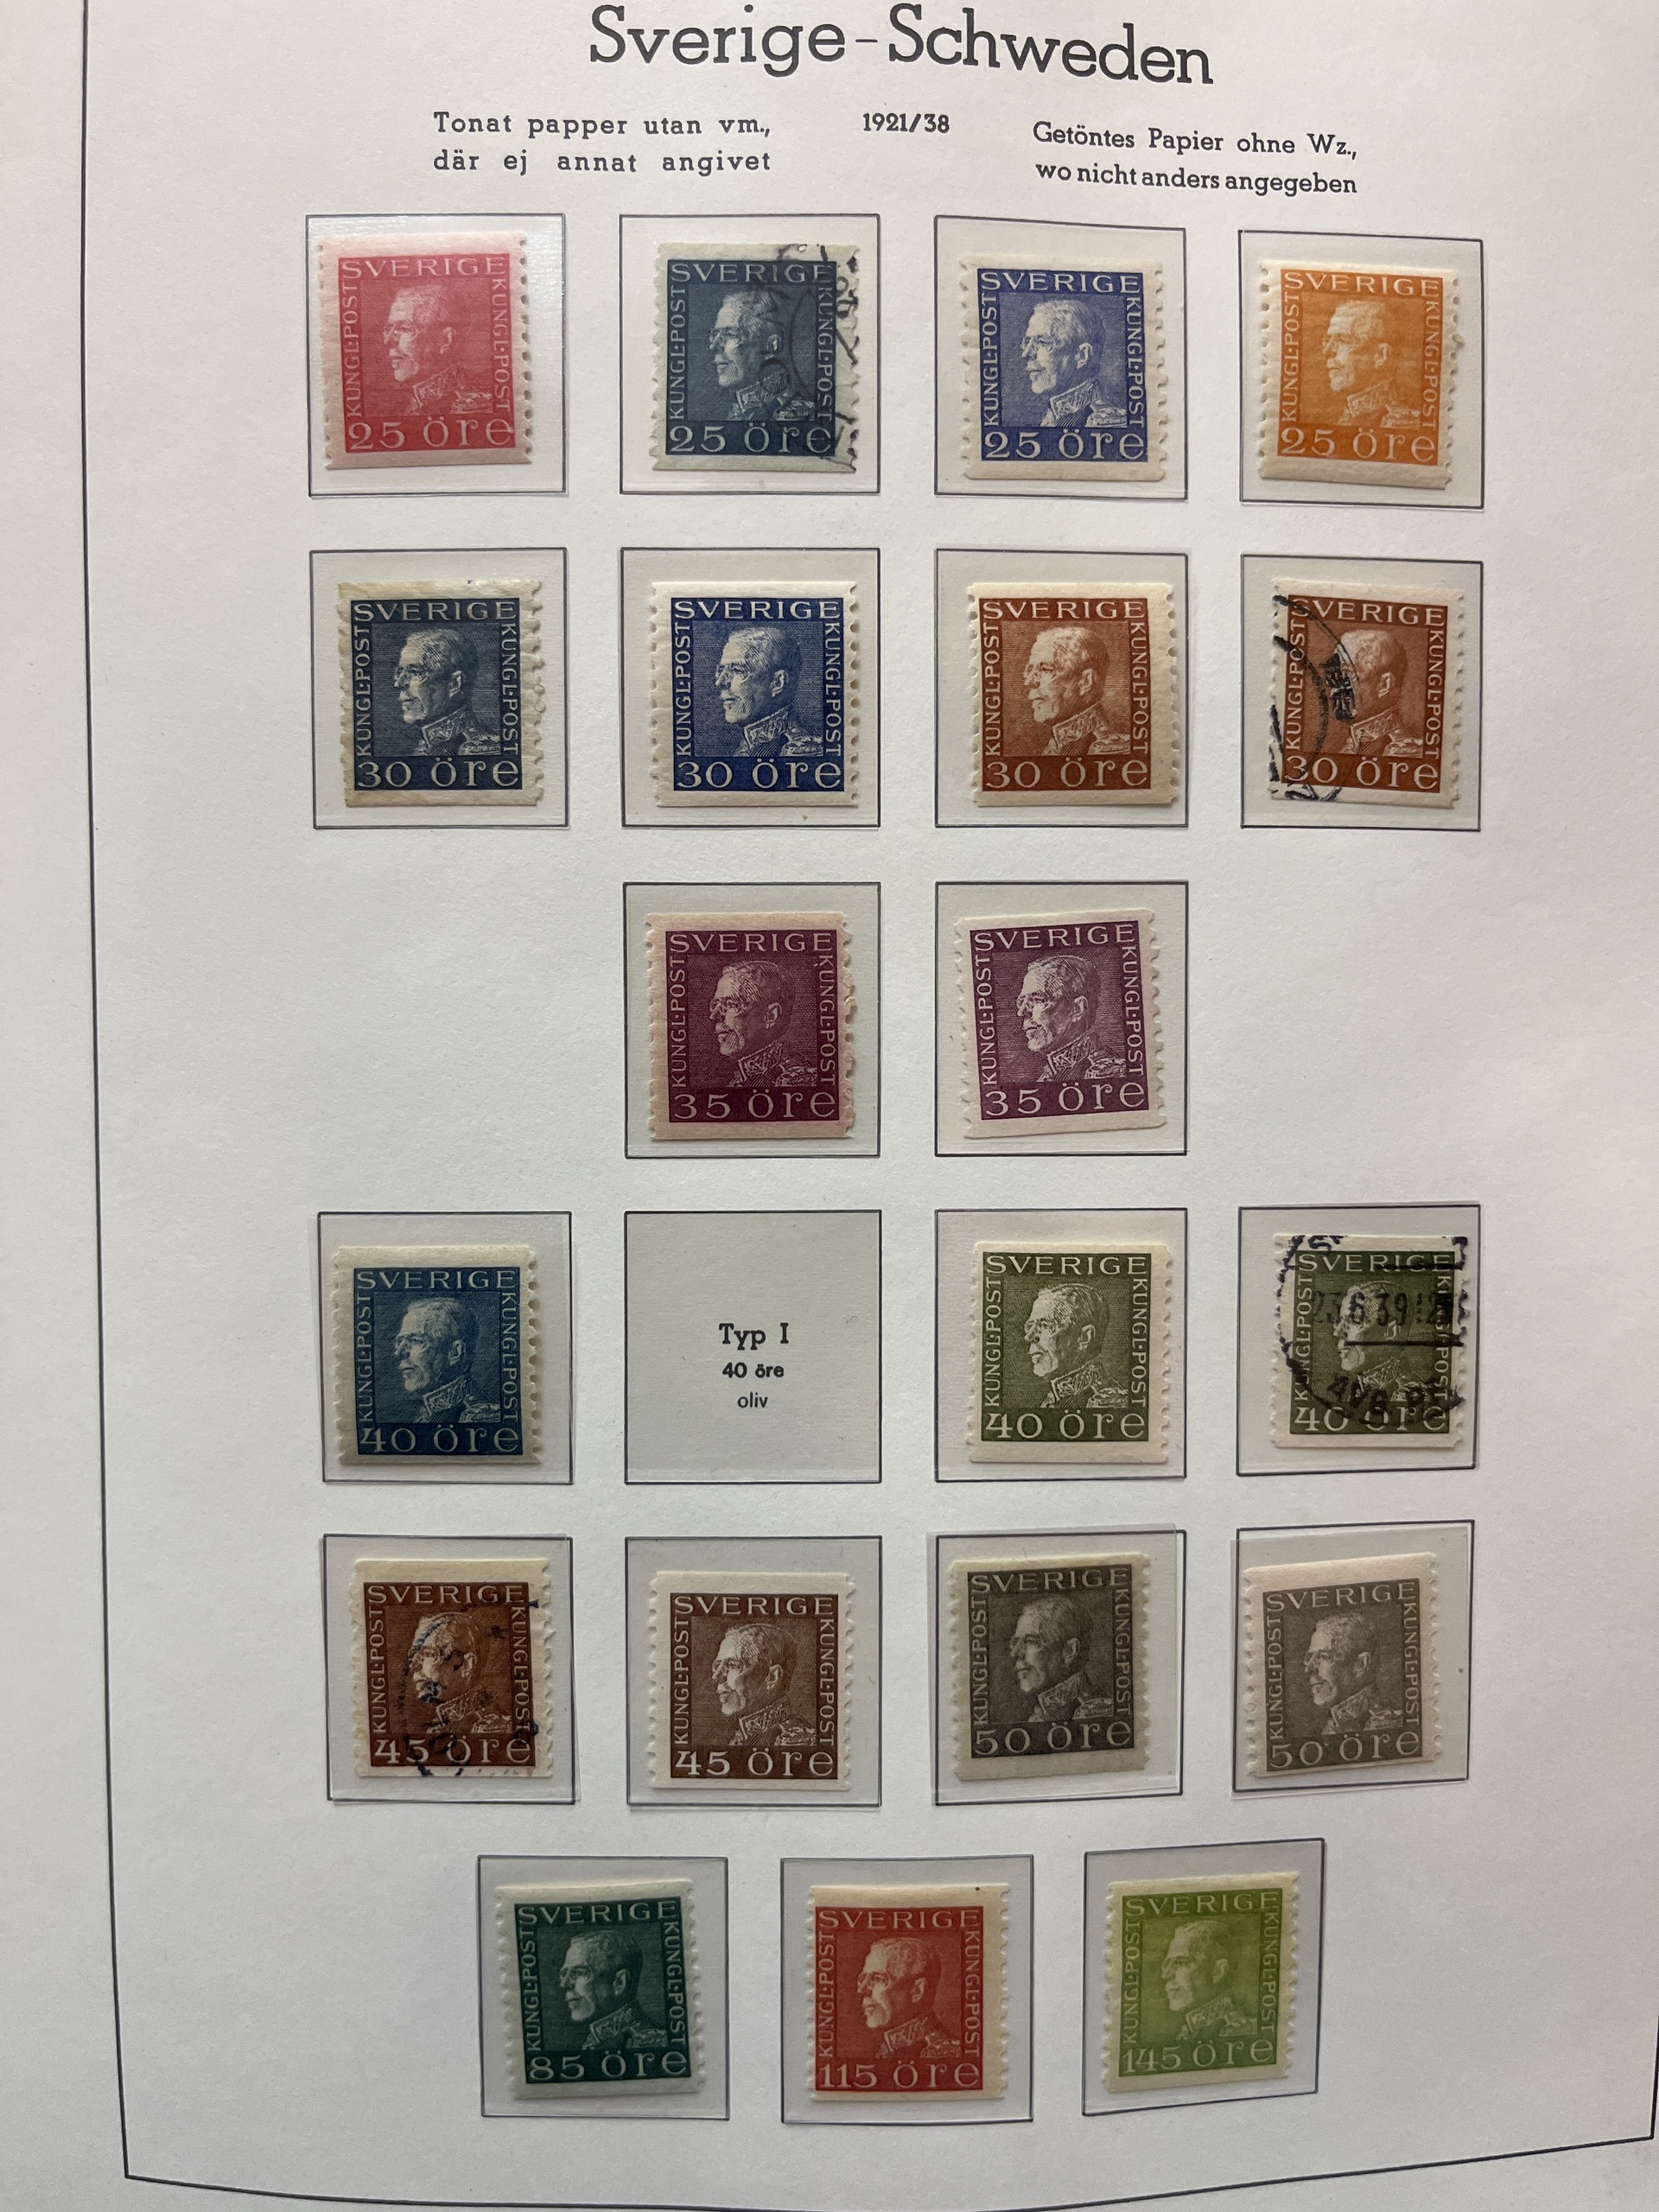 Sverige-Schweden
Tonat papper utan vm.,
där ej annat angivet
1921/38
Getöntes Papier ohne Wz.,
wo nicht anders angegeben
SVERIGE
KUNGL·POST
KUNGL·POST
25 öre
SVERIGE
KUNGL·POST
KUNGL·POST
25 öre
SVERIGE
KUNGL·POST
KUNGL·POST
25 öre
SVERIGE
KUNGL·POST
KUNGL·POST
25 öre
SVERIGE
KUNGL·POST
KUNGL·POST
30 öre
SVERIGE
KUNGL·POST
KUNGL·POST
30 öre
SVERIGE
KUNGL·POST
KUNGL·POST
30 öre
SVERIGE
KUNGL·POST
KUNGL·POST
30 öre
SVERIGE
KUNGL·POST
KUNGL·POST
35 öre
SVERIGE
KUNGL·POST
KUNGL·POST
35 öre
SVERIGE
KUNGL·POST
KUNGL·POST
40 öre
Typ I
40 öre
oliv
SVERIGE
KUNGL·POST
KUNGL·POST
40 öre
SVERIGE
KUNGL·POST
KUNGL·POST
40 öre
SVERIGE
KUNGL·POST
KUNGL·POST
45 öre
SVERIGE
KUNGL·POST
KUNGL·POST
45 öre
SVERIGE
KUNGL·POST
KUNGL·POST
50 öre
SVERIGE
KUNGL·POST
KUNGL·POST
50 öre
SVERIGE
KUNGL·POST
KUNGL·POST
85 öre
SVERIGE
KUNGL·POST
KUNGL·POST
115 öre
SVERIGE
KUNGL·POST
KUNGL·POST
145 öre